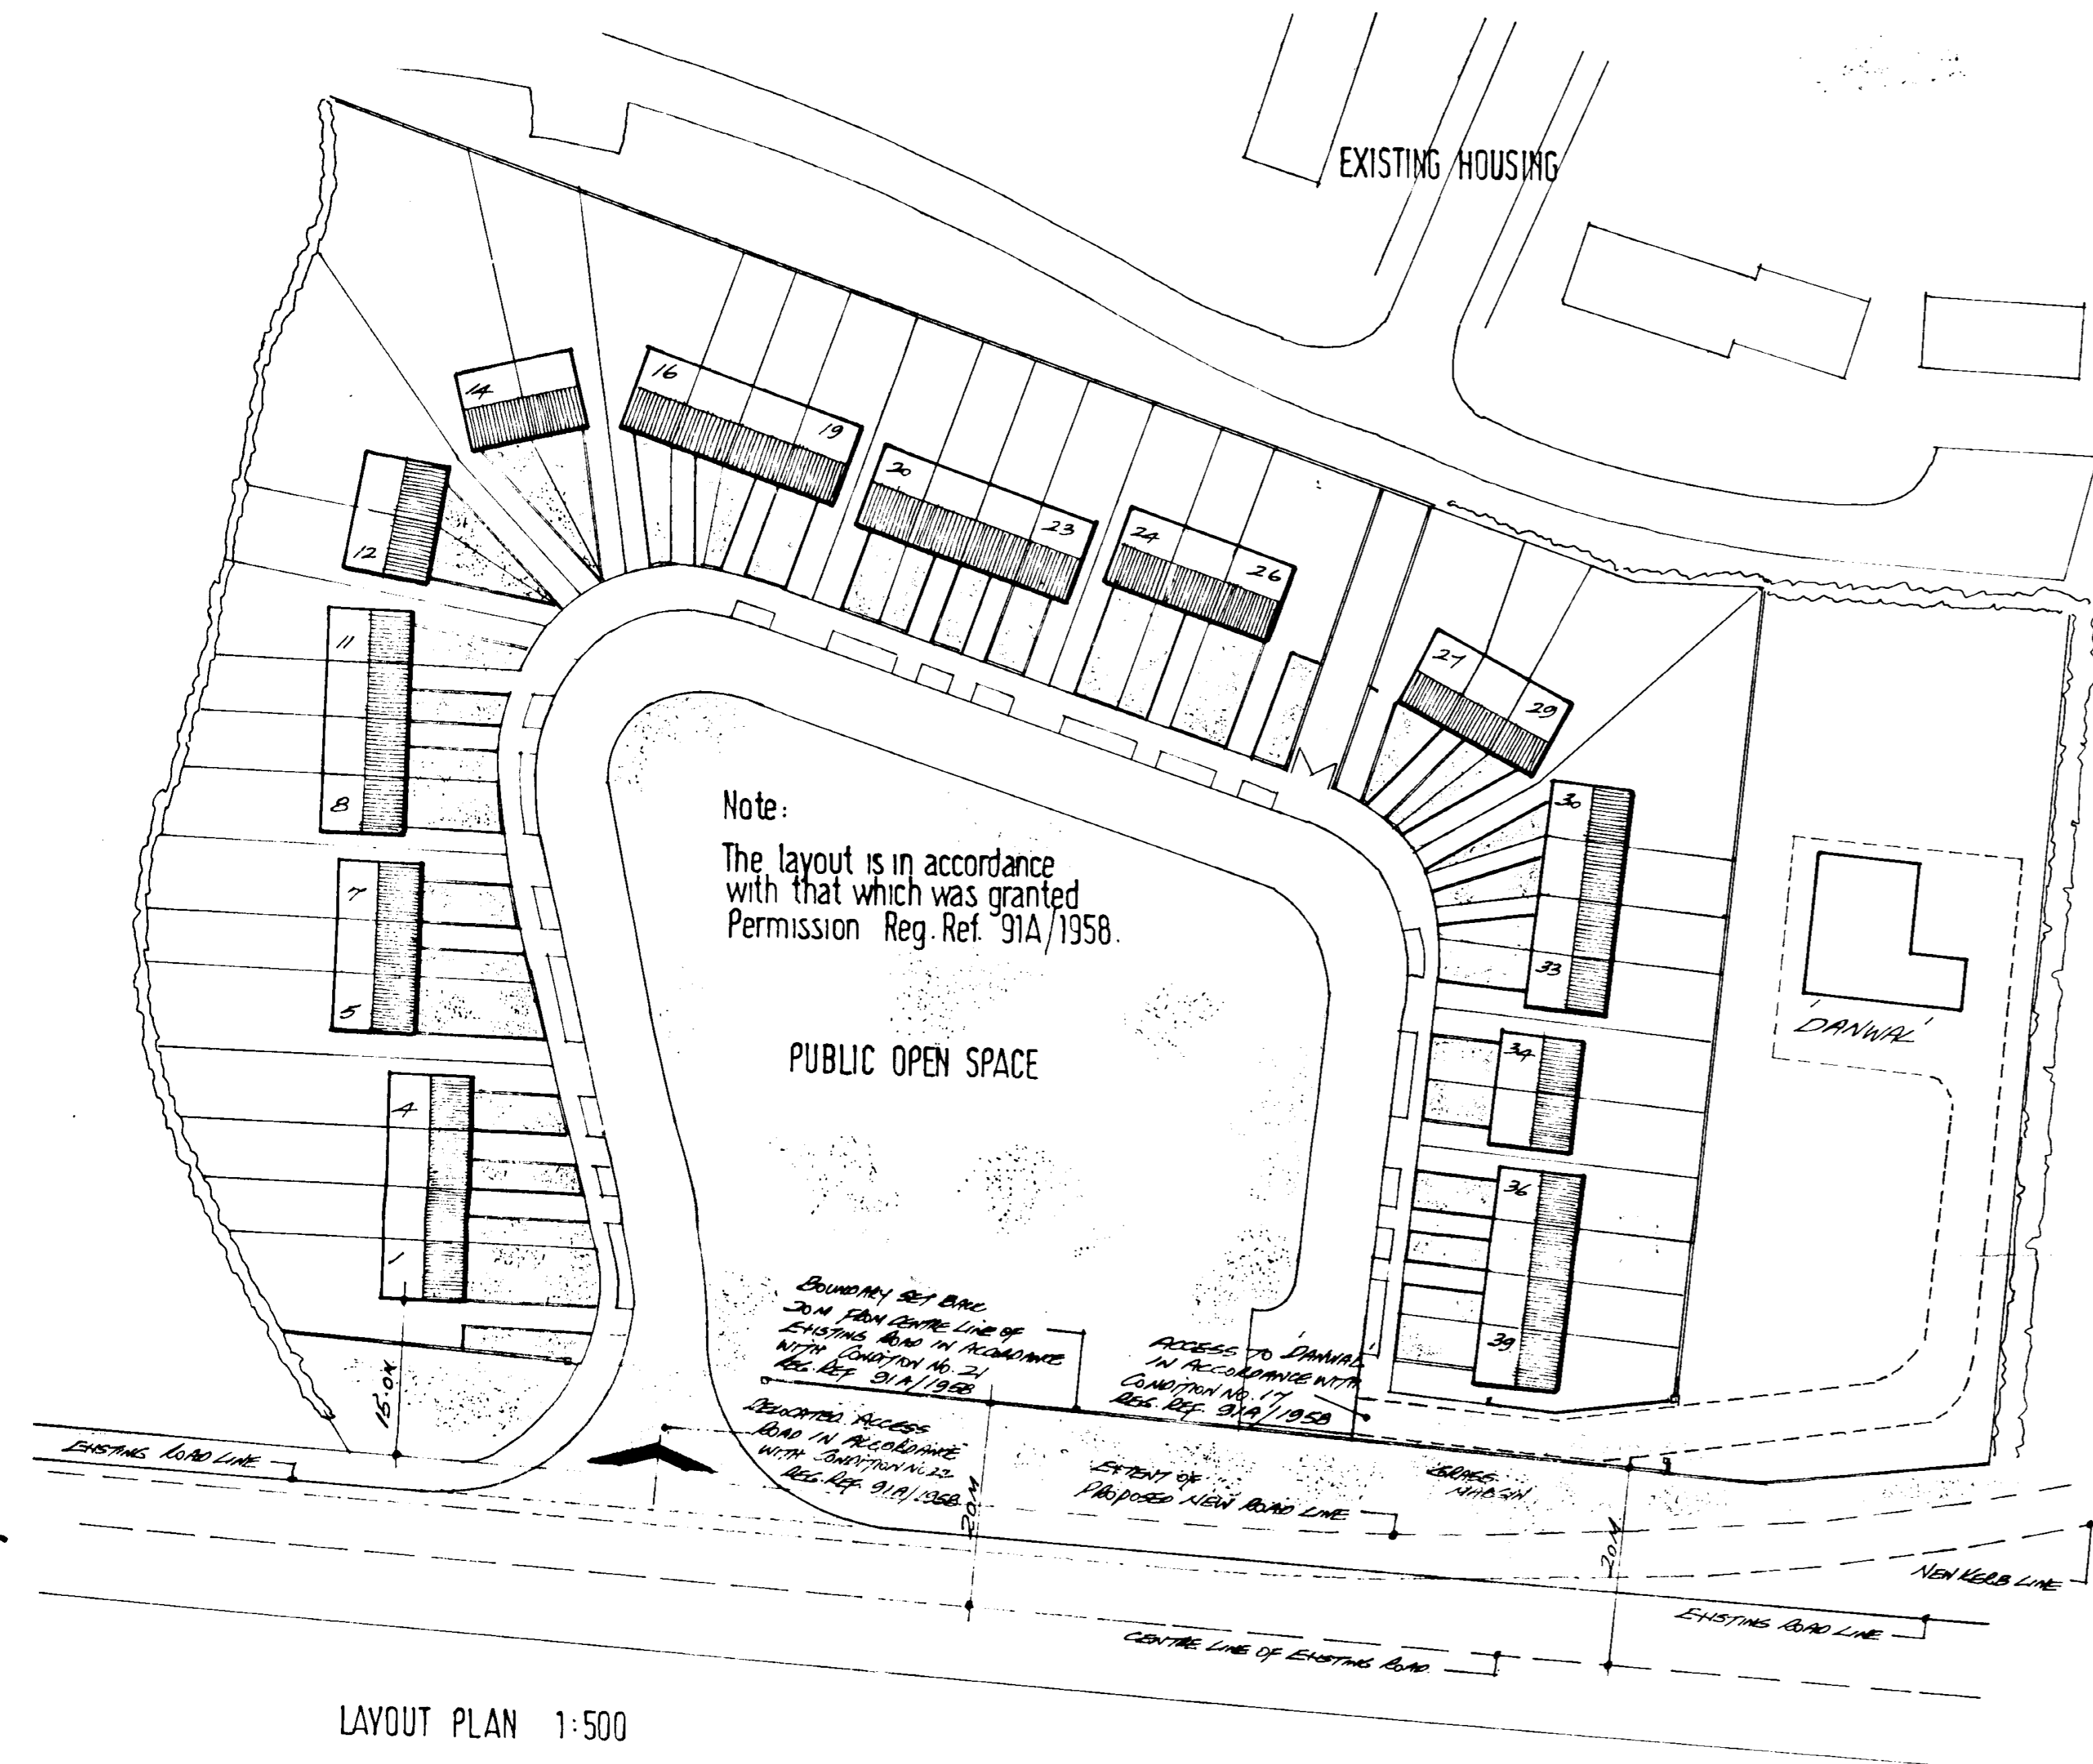 EXISTING HOUSING
14
16
19
20
23
24
26
12
11
8
7
5
4
1
27
29
30
33
34
36
39
Note:
The layout is in accordance
with that which was granted
Permission Reg. Ref. 91A/1958.
PUBLIC OPEN SPACE
'DANWAL'
BOUNDARY SET BACK
20M FROM CENTRE LINE OF
EXISTING ROAD IN ACCORDANCE
WITH CONDITION NO. 21
REG. REF 91A/1958
ACCESS TO 'DANWAL'
IN ACCORDANCE WITH
CONDITION NO. 17
REG. REF. 91A/1958
RELOCATED ACCESS
ROAD IN ACCORDANCE
WITH CONDITION No 22
REG. REF. 91A/1958
15.0M
EXISTING ROAD LINE
20M
EXTENT OF
PROPOSED NEW ROAD LINE
GRASS
MARGIN
20M
NEW KERB LINE
EXISTING ROAD LINE
CENTRE LINE OF EXISTING ROAD
LAYOUT PLAN 1:500